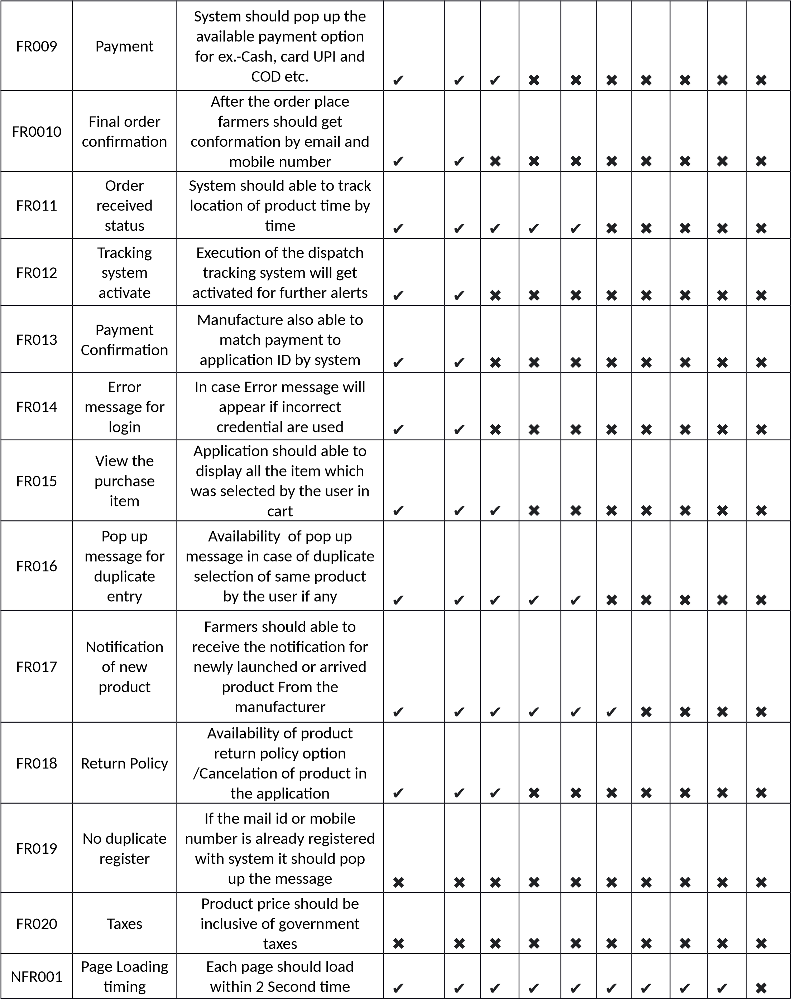 FR009
Payment
System should pop up the
available payment option
for ex.-Cash, card UPI and
COD etc.
✔ ✔ ✔ ✖ ✖ ✖ ✖ ✖ ✖ ✖
FR0010
Final order
confirmation
After the order place
farmers should get
conformation by email and
mobile number
✔ ✔ ✖ ✖ ✖ ✖ ✖ ✖ ✖ ✖
FR011
Order
received
status
System should able to track
location of product time by
time
✔ ✔ ✔ ✔ ✔ ✖ ✖ ✖ ✖ ✖
FR012
Tracking
system
activate
Execution of the dispatch
tracking system will get
activated for further alerts
✔ ✔ ✖ ✖ ✖ ✖ ✖ ✖ ✖ ✖
FR013
Payment
Confirmation
Manufacture also able to
match payment to
application ID by system
✔ ✔ ✖ ✖ ✖ ✖ ✖ ✖ ✖ ✖
FR014
Error
message for
login
In case Error message will
appear if incorrect
credential are used
✔ ✔ ✖ ✖ ✖ ✖ ✖ ✖ ✖ ✖
FR015
View the
purchase
item
Application should able to
display all the item which
was selected by the user in
cart
✔ ✔ ✔ ✖ ✖ ✖ ✖ ✖ ✖ ✖
FR016
Pop up
message for
duplicate
entry
Availability  of pop up
message in case of duplicate
selection of same product
by the user if any
✔ ✔ ✔ ✔ ✔ ✖ ✖ ✖ ✖ ✖
FR017
Notification
of new
product
Farmers should able to
receive the notification for
newly launched or arrived
product From the
manufacturer
✔ ✔ ✔ ✔ ✔ ✔ ✖ ✖ ✖ ✖
FR018
Return Policy
Availability of product
return policy option
/Cancelation of product in
the application
✔ ✔ ✔ ✖ ✖ ✖ ✖ ✖ ✖ ✖
FR019
No duplicate
register
If the mail id or mobile
number is already registered
with system it should pop
up the message
✖ ✖ ✖ ✖ ✖ ✖ ✖ ✖ ✖ ✖
FR020
Taxes
Product price should be
inclusive of government
taxes
✖ ✖ ✖ ✖ ✖ ✖ ✖ ✖ ✖ ✖
NFR001
Page Loading
timing
Each page should load
within 2 Second time
✔ ✔ ✔ ✔ ✔ ✔ ✔ ✔ ✔ ✖